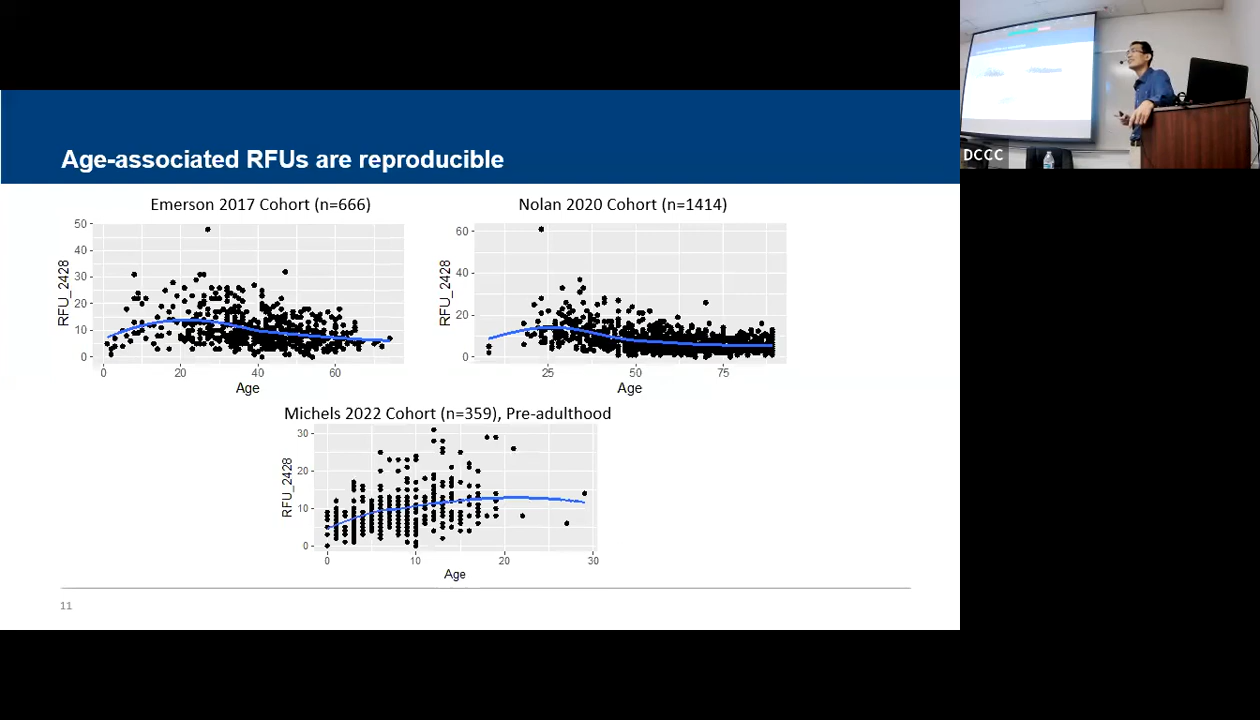 Age-associated RFUs are reproducible
Emerson 2017 Cohort (n=666)
50
40
30
20
10
0
RFU_2428
0 20 40 60
Age
Nolan 2020 Cohort (n=1414)
60
40
20
0
RFU_2428
25 50 75
Age
Michels 2022 Cohort (n=359), Pre-adulthood
30
20
10
0
RFU_2428
0 10 20 30
Age
11
DCCC